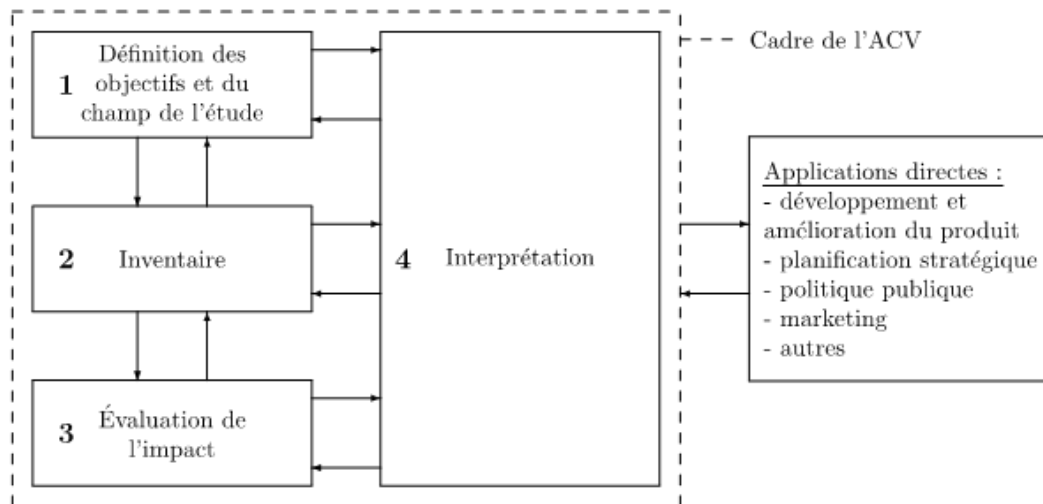 1
Définition des
objectifs et du
champ de l'étude
2
Inventaire
3
Évaluation de
l'impact
4
Interprétation
Cadre de l'ACV
Applications directes :
- développement et
amélioration du produit
- planification stratégique
- politique publique
- marketing
- autres